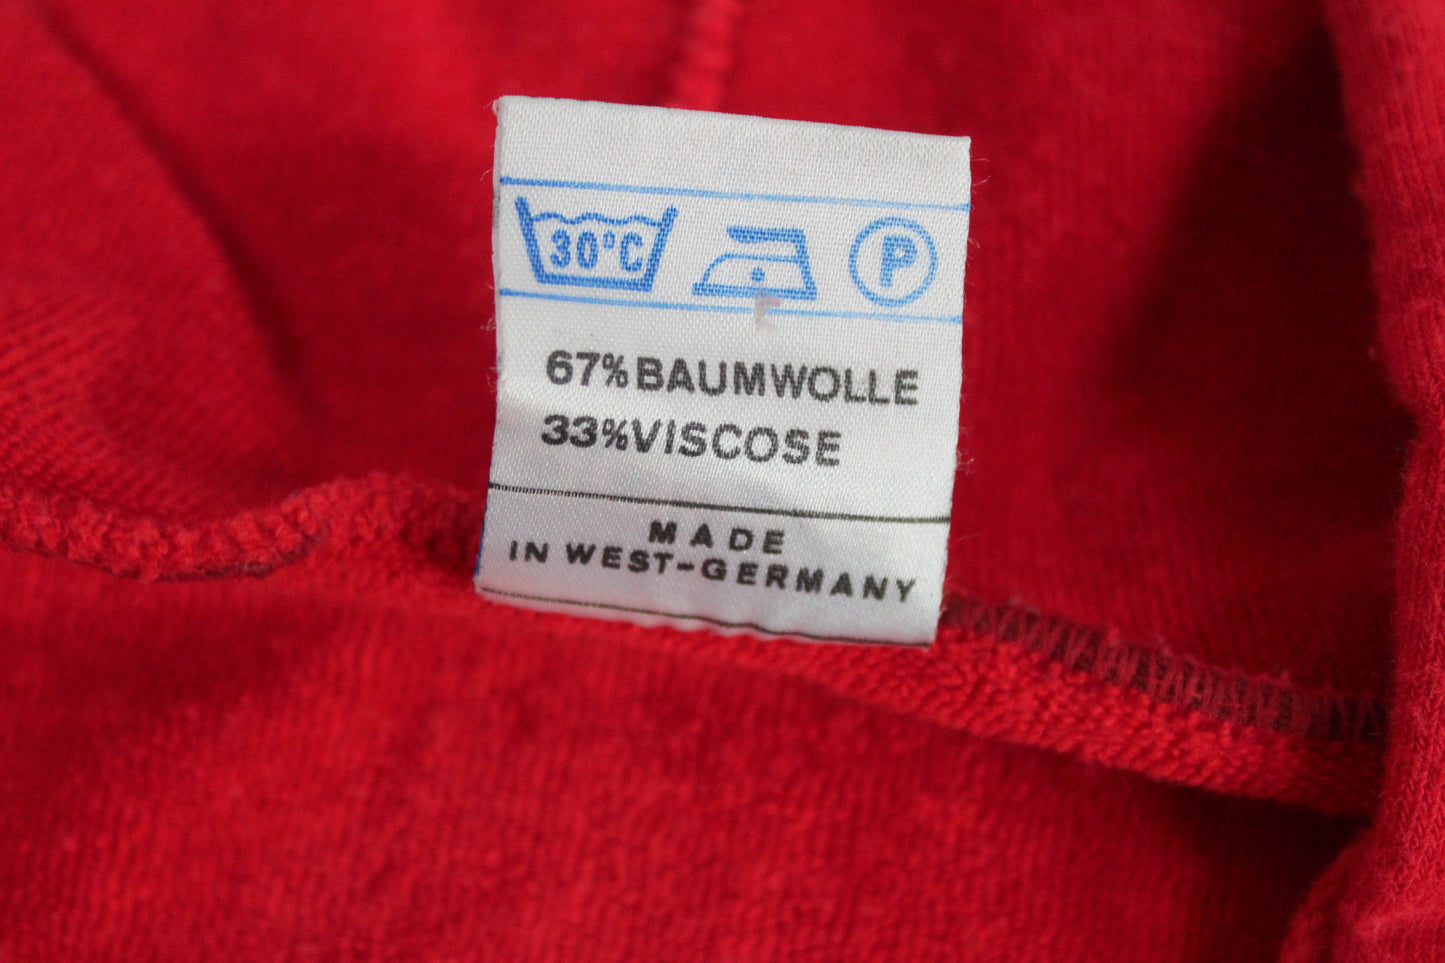 30°C P
67% BAUMWOLLE
33% VISCOSE
MADE
IN WEST-GERMANY